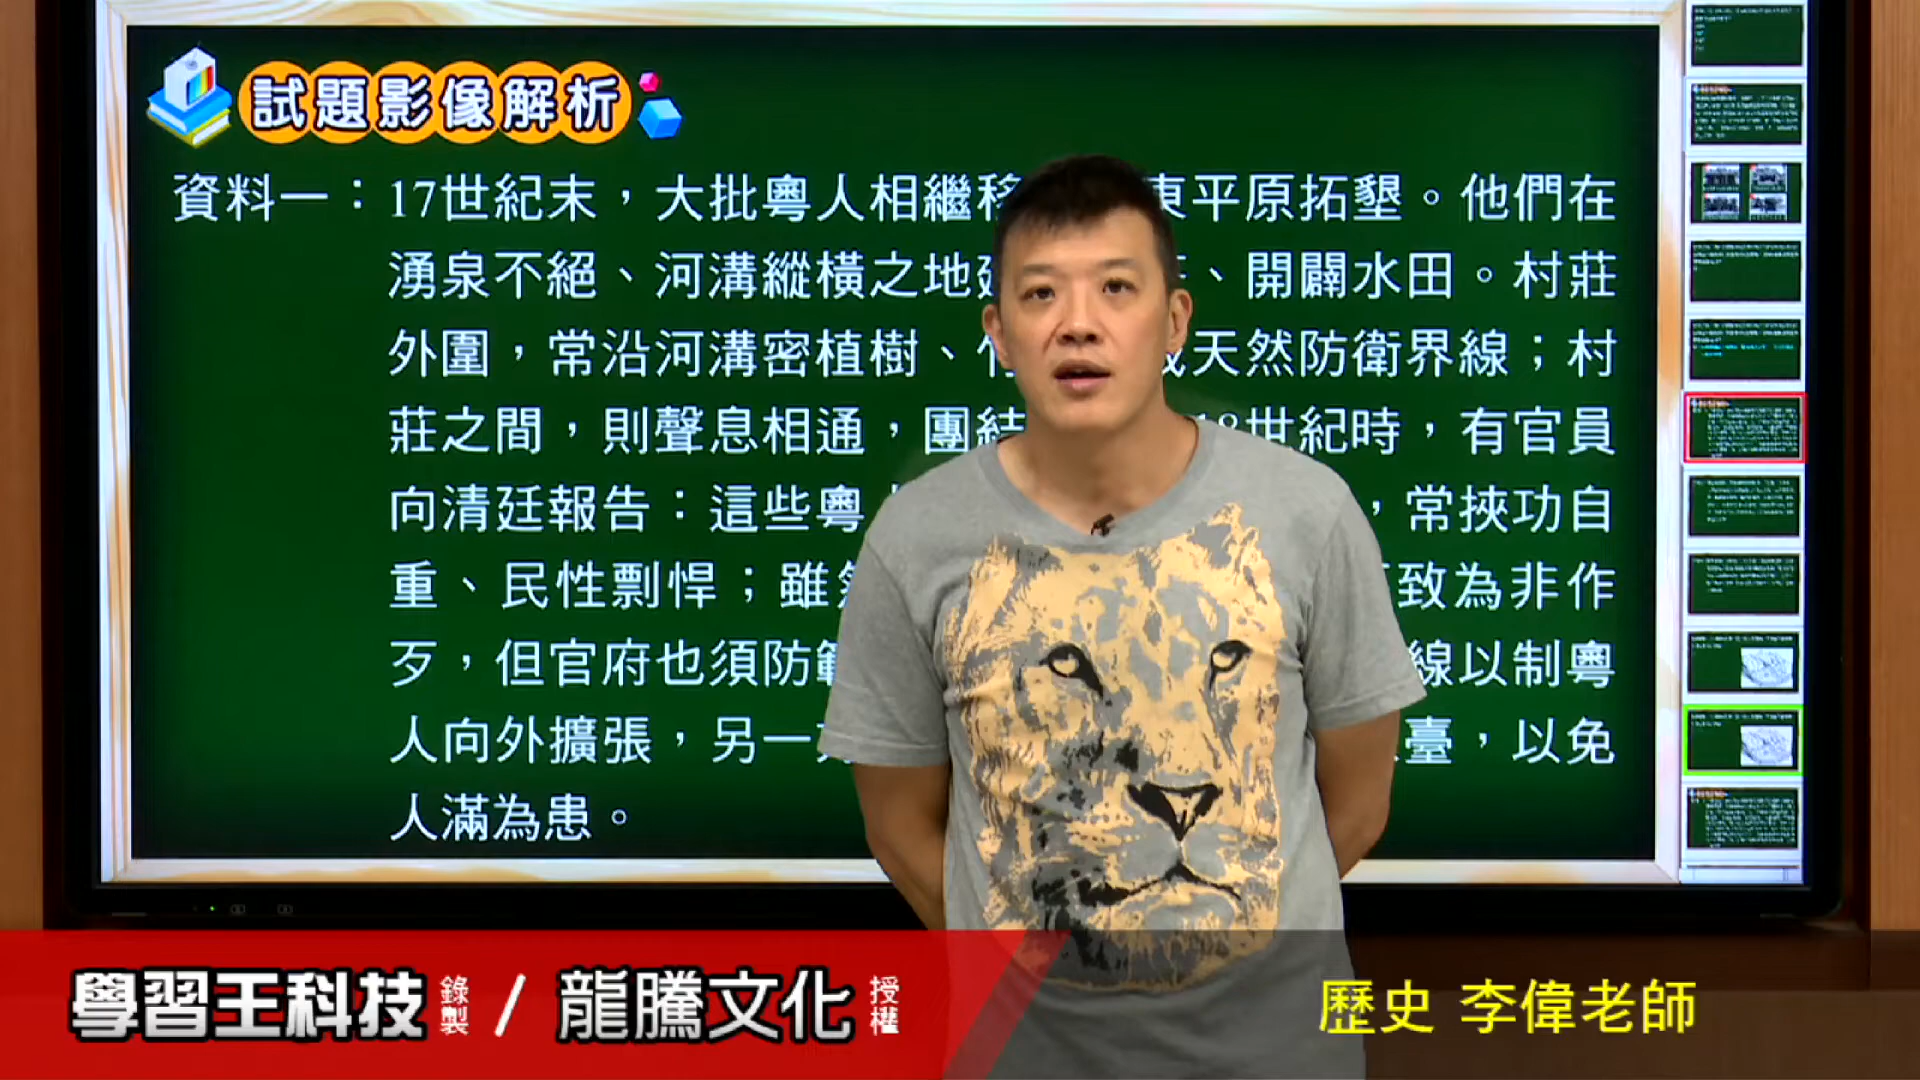 試題影像解析
資料一：17世紀末，大批粵人相繼移 東平原拓墾。他們在
湧泉不絕、河溝縱橫之地 、開闢水田。村莊
外圍，常沿河溝密植樹、 天然防衛界線；村
莊之間，則聲息相通，團結 世紀時，有官員
向清廷報告：這些粵 ，常挾功自
重、民性剽悍；雖 致為非作
歹，但官府也須防範 線以制粵
人向外擴張，另一 臺，以免
人滿為患。
學習王科技 錄製 / 龍騰文化 授權
歷史 李偉老師